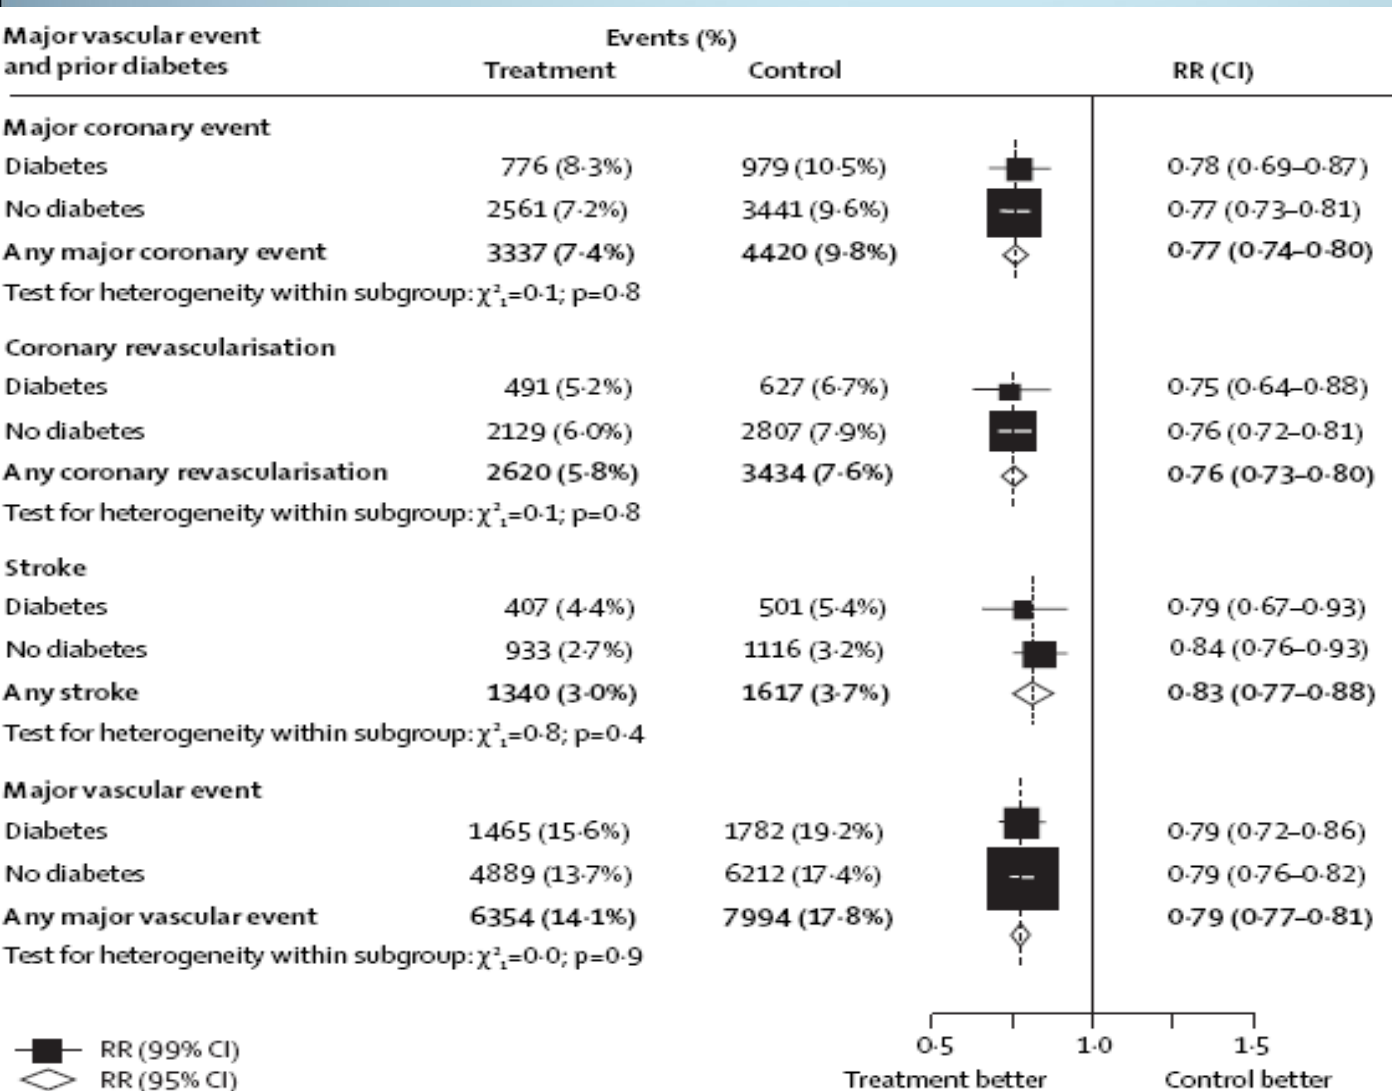 Major vascular event Events (%)
and prior diabetes Treatment Control RR (CI)
Major coronary event
Diabetes 776 (8·3%) 979 (10·5%) 0·78 (0·69–0·87)
No diabetes 2561 (7·2%) 3441 (9·6%) 0·77 (0·73–0·81)
Any major coronary event 3337 (7·4%) 4420 (9·8%) 0·77 (0·74–0·80)
Test for heterogeneity within subgroup: χ²₁=0·1; p=0·8
Coronary revascularisation
Diabetes 491 (5·2%) 627 (6·7%) 0·75 (0·64–0·88)
No diabetes 2129 (6·0%) 2807 (7·9%) 0·76 (0·72–0·81)
Any coronary revascularisation 2620 (5·8%) 3434 (7·6%) 0·76 (0·73–0·80)
Test for heterogeneity within subgroup: χ²₁=0·1; p=0·8
Stroke
Diabetes 407 (4·4%) 501 (5·4%) 0·79 (0·67–0·93)
No diabetes 933 (2·7%) 1116 (3·2%) 0·84 (0·76–0·93)
Any stroke 1340 (3·0%) 1617 (3·7%) 0·83 (0·77–0·88)
Test for heterogeneity within subgroup: χ²₁=0·8; p=0·4
Major vascular event
Diabetes 1465 (15·6%) 1782 (19·2%) 0·79 (0·72–0·86)
No diabetes 4889 (13·7%) 6212 (17·4%) 0·79 (0·76–0·82)
Any major vascular event 6354 (14·1%) 7994 (17·8%) 0·79 (0·77–0·81)
Test for heterogeneity within subgroup: χ²₁=0·0; p=0·9
0·5 1·0 1·5
RR (99% CI)
RR (95% CI) Treatment better Control better